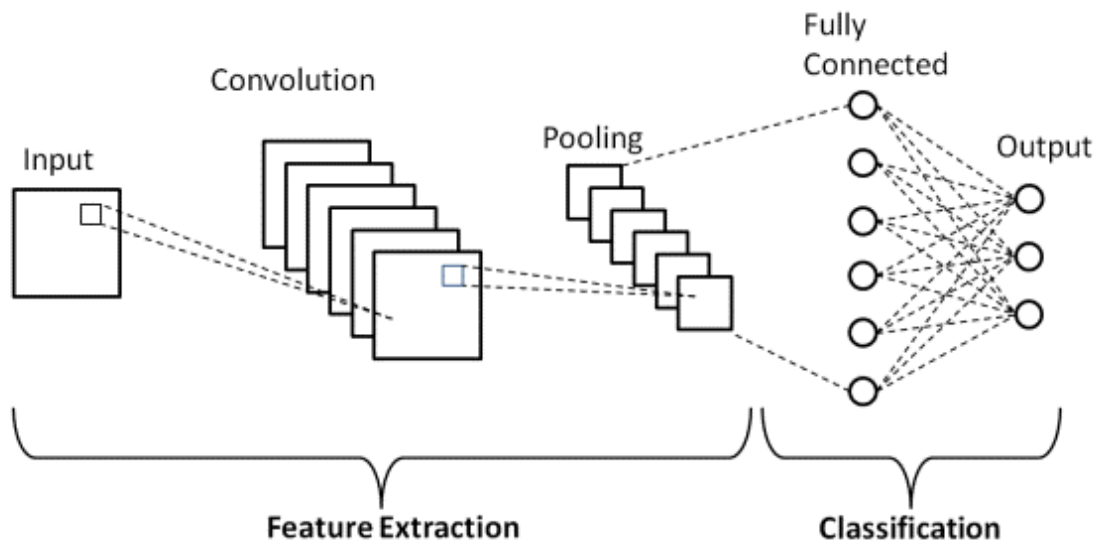 Input
Convolution
Pooling
Fully
Connected
Output
Feature Extraction
Classification